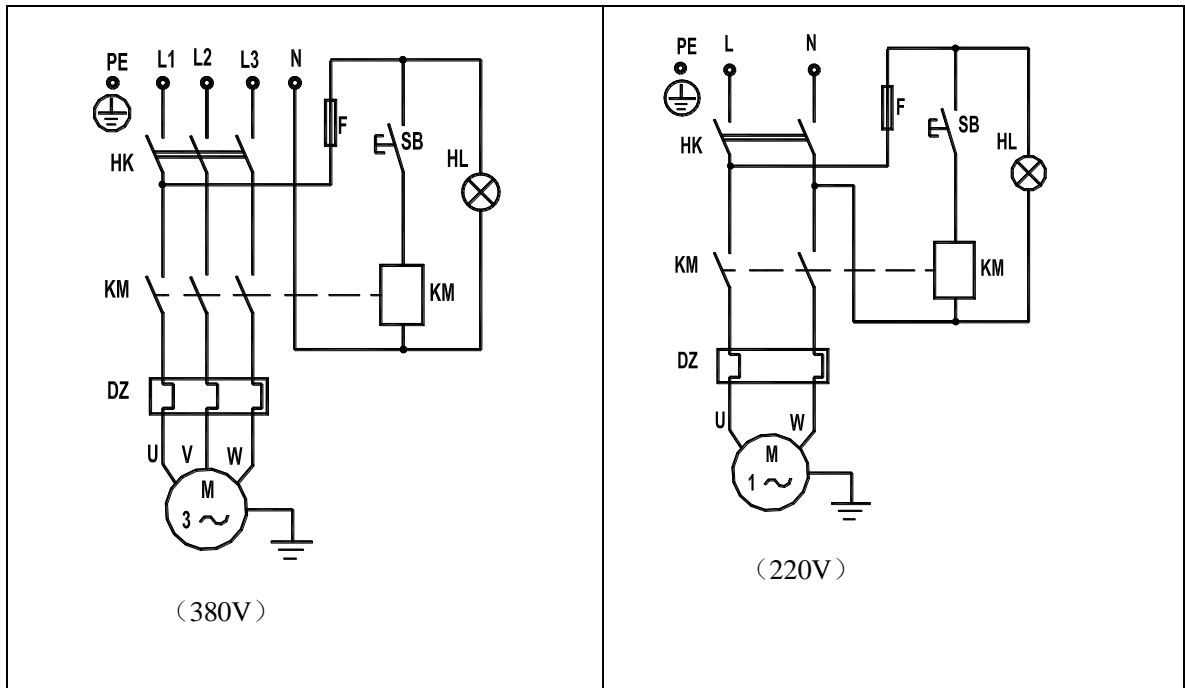 PE L1 L2 L3 N
F
SB
HK
HL
KM
KM
DZ
U V W
M
3
（380V）
PE L N
F
SB
HK
HL
KM
KM
DZ
U W
M
1
（220V）